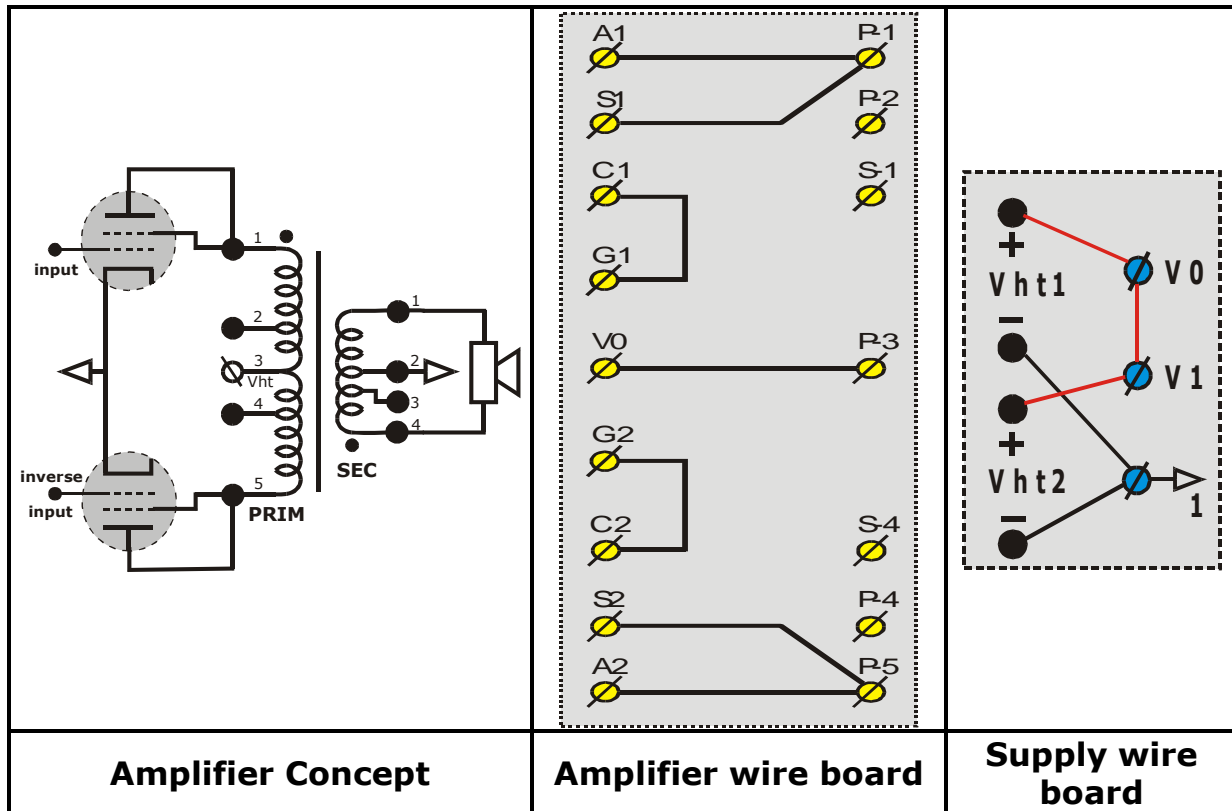 input
1
2
3
Vht
4
5
PRIM
inverse
input
1
2
3
4
SEC
A1 P-1
S1 P-2
C1 S-1
G1
V0 P-3
G2
C2 S-4
S2 P-4
A2 P-5
+
Vht1
-
V0
V1
+
Vht2
-
1
Amplifier Concept
Amplifier wire board
Supply wire
board